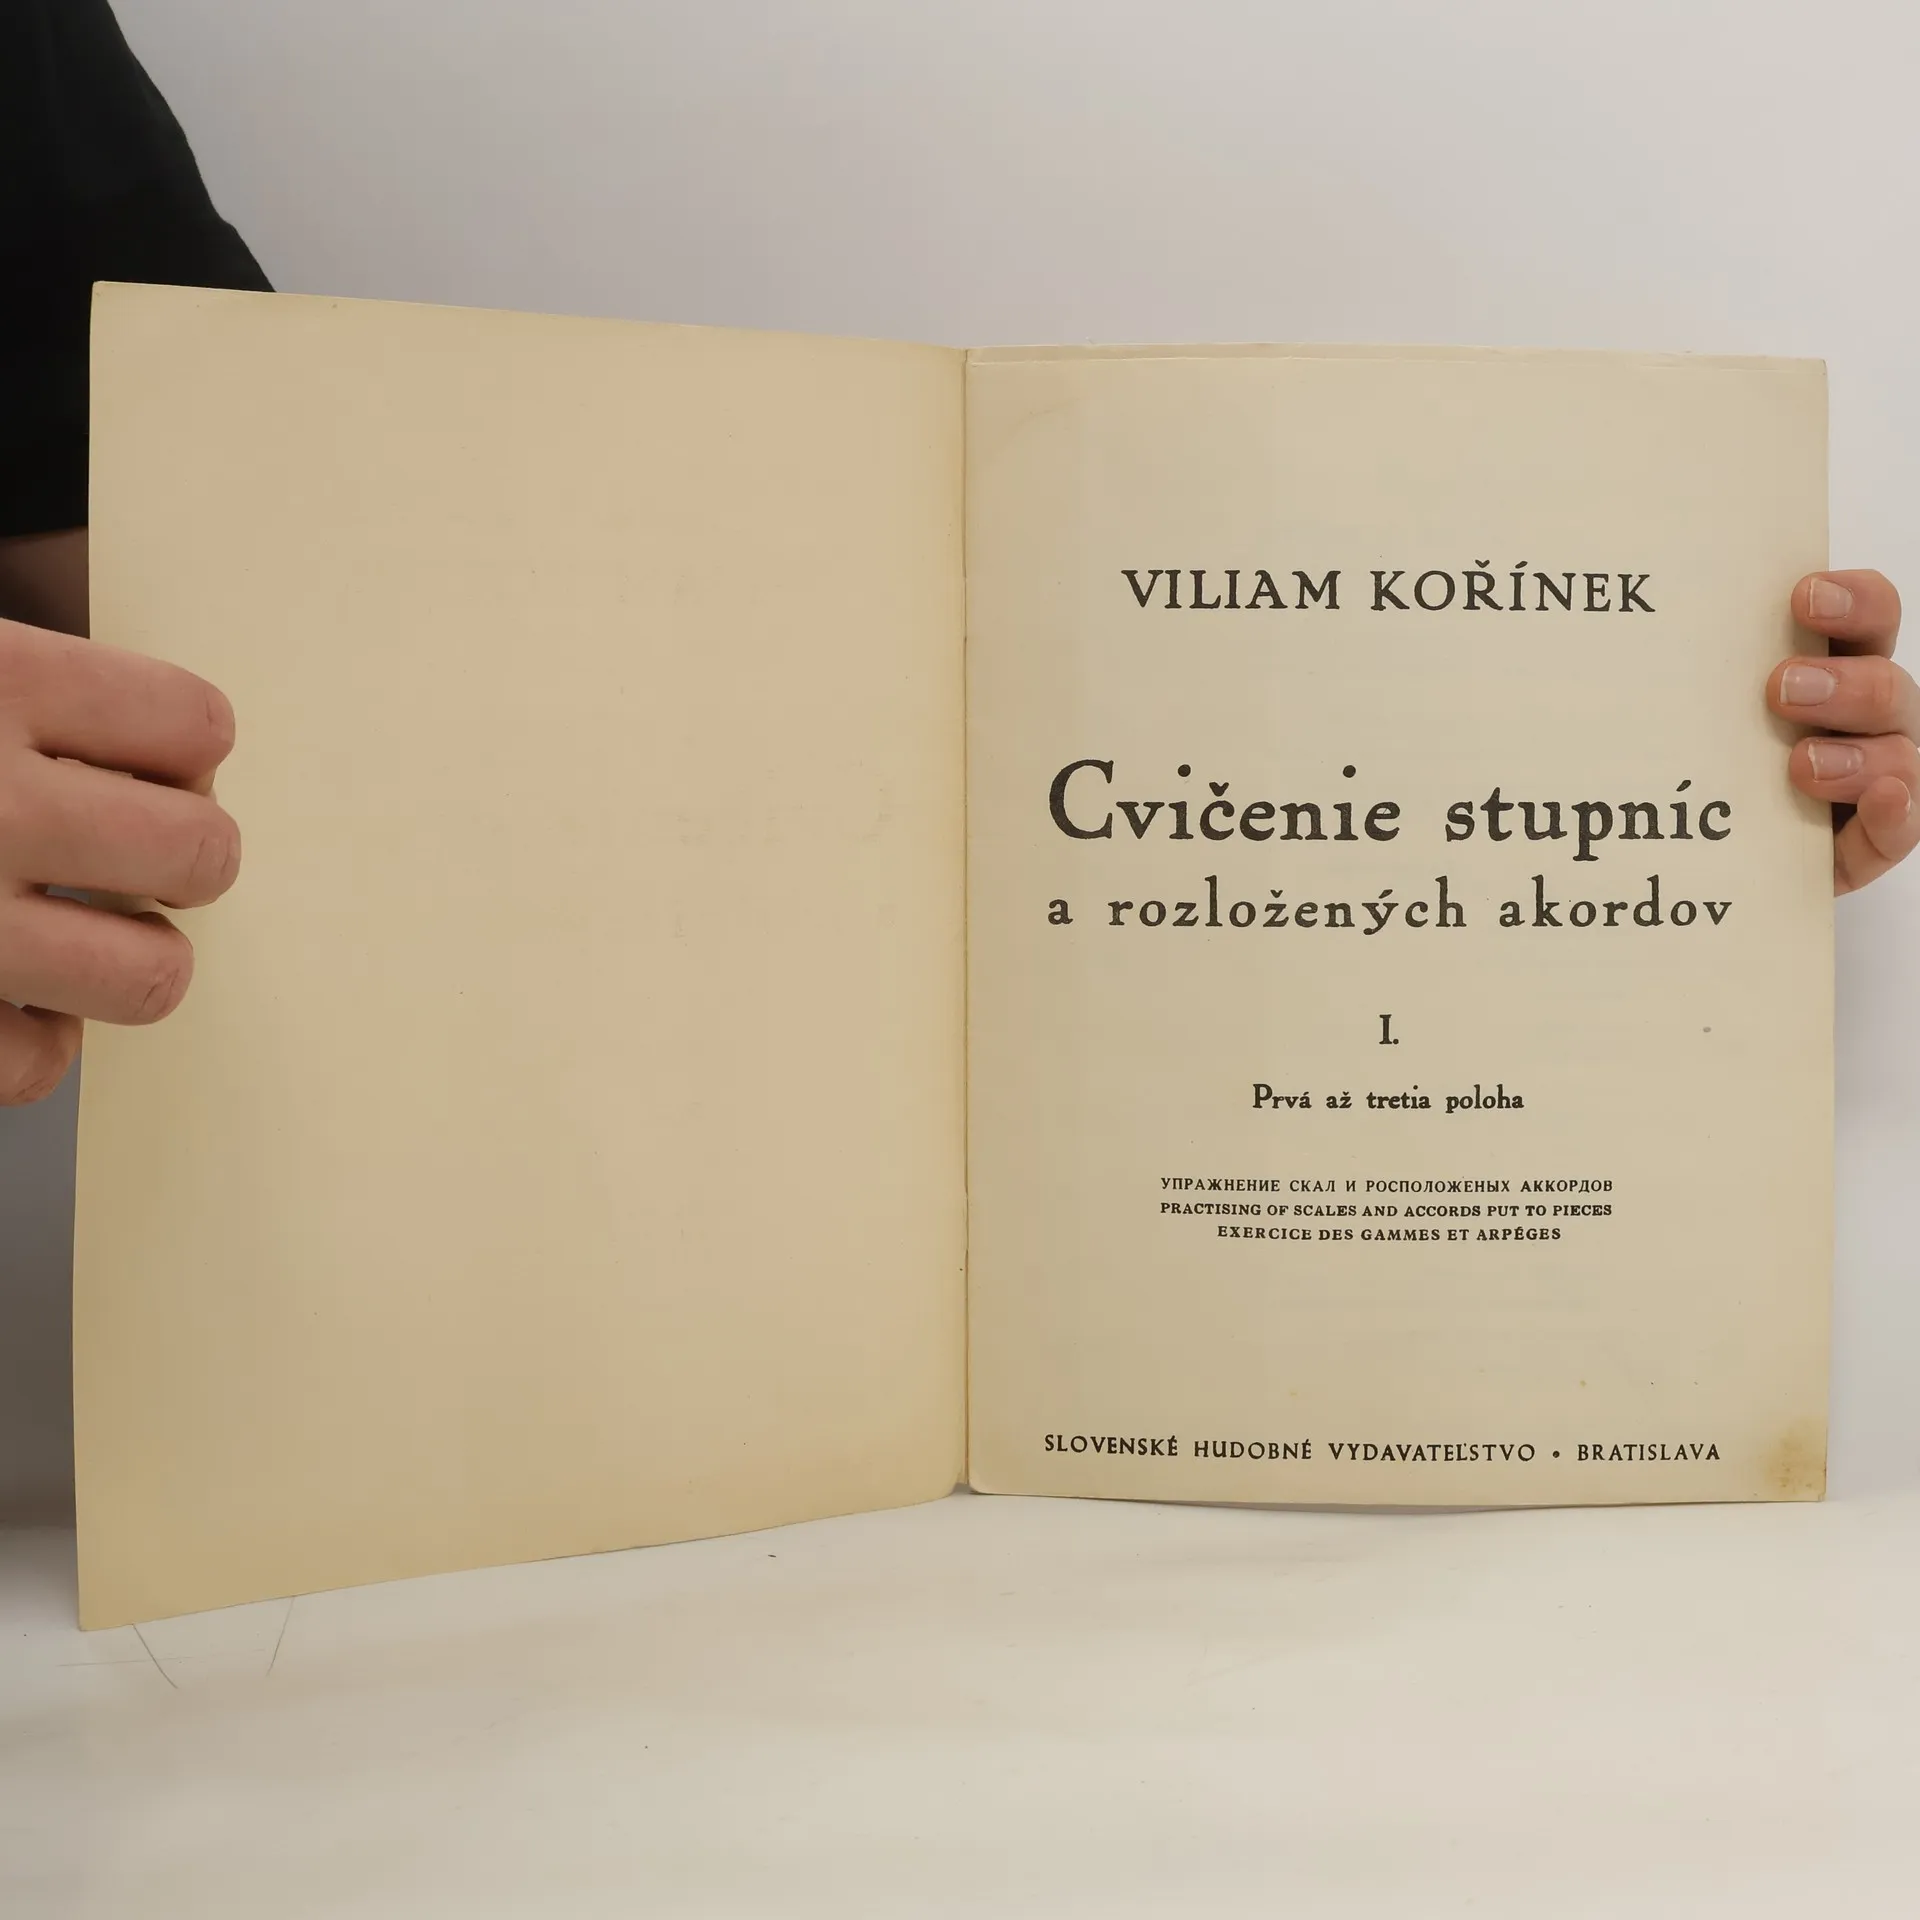 VILIAM KOŘÍNEK
Cvičenie stupníc
a rozložených akordov
I.
Prvá až tretia poloha
УПРАЖНЕНИЕ СКАЛ И РОСПОЛОЖЕНЫХ АККОРДОВ
PRACTISING OF SCALES AND ACCORDS PUT TO PIECES
EXERCICE DES GAMMES ET ARPÉGES
SLOVENSKÉ HUDOBNÉ VYDAVATEĽSTVO • BRATISLAVA